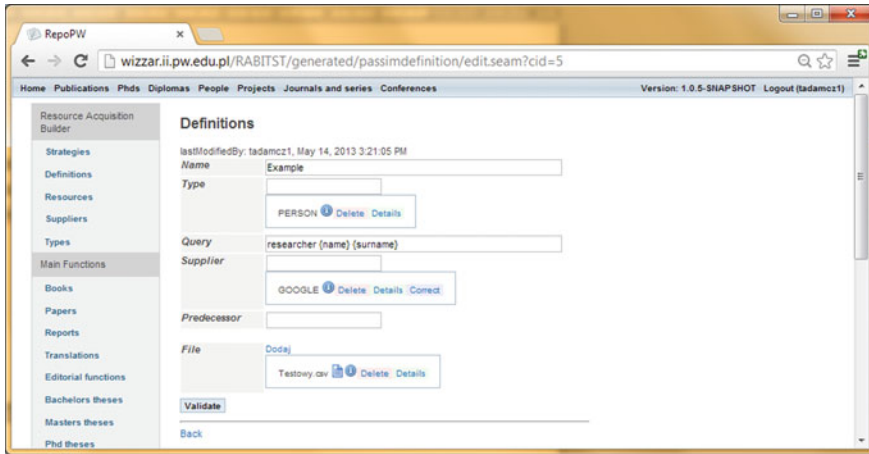 RepoPW
wizzar.ii.pw.edu.pl/RABITST/generated/passimdefinition/edit.seam?cid=5
Home Publications Phds Diplomas People Projects Journals and series Conferences Version: 1.0.5-SNAPSHOT Logout (tadamcz1)
Resource Acquisition
Builder
Strategies
Definitions
Resources
Suppliers
Types
Main Functions
Books
Papers
Reports
Translations
Editorial functions
Bachelors theses
Masters theses
Phd theses
Definitions
lastModifiedBy: tadamcz1, May 14, 2013 3:21:05 PM
Name Example
Type
PERSON Delete Details
Query researcher {name} {surname}
Supplier
GOOGLE Delete Details Correct
Predecessor
File Dodaj
Testowy.csv Delete Details
Validate
Back